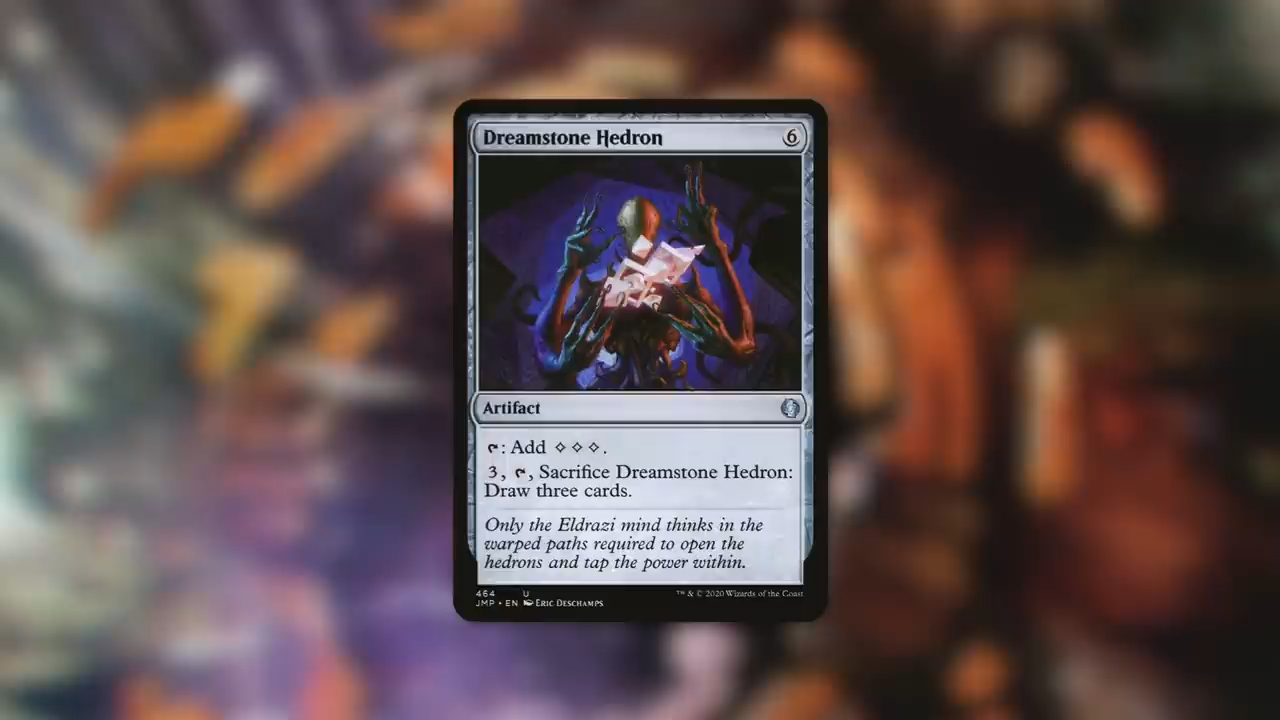 Dreamstone Hedron 6
Artifact
: Add ◇◇◇.
3, , Sacrifice Dreamstone Hedron:
Draw three cards.
Only the Eldrazi mind thinks in the
warped paths required to open the
hedrons and tap the power within.
464 U
JMP • EN Eric Deschamps
™ & © 2020 Wizards of the Coast